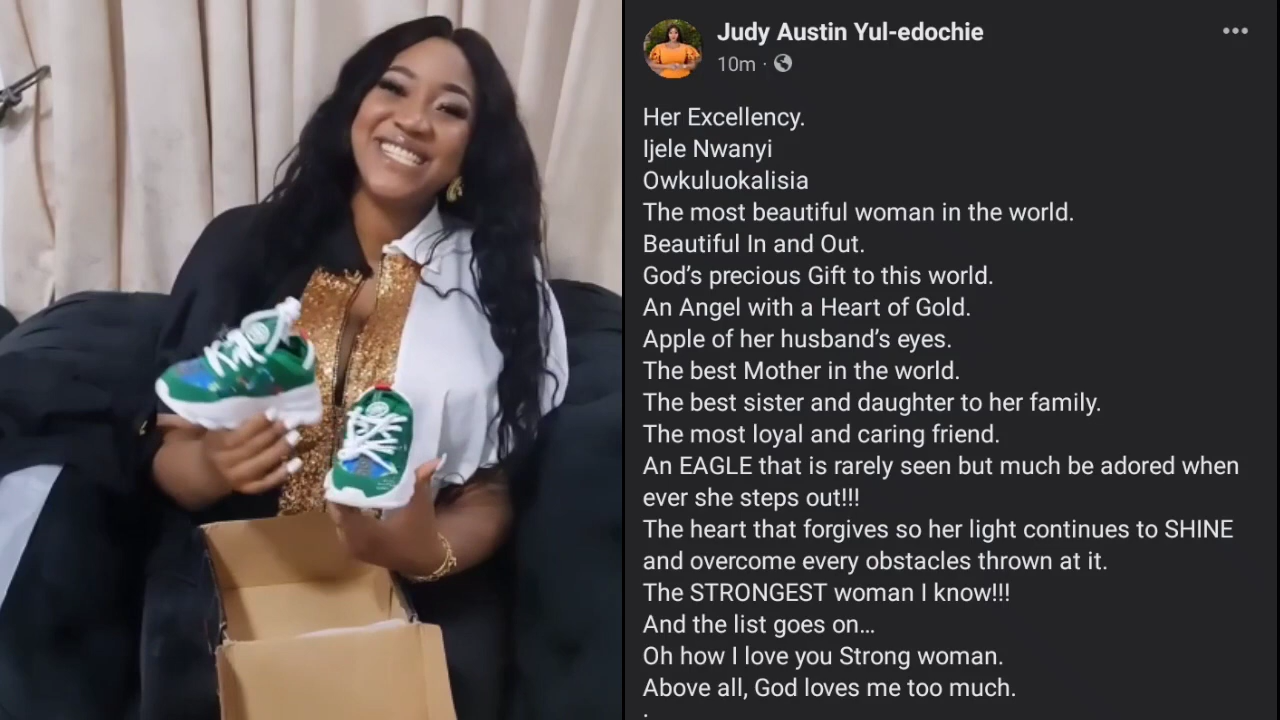 Judy Austin Yul-edochie
10m ·
Her Excellency.
Ijele Nwanyi
Owkuluokalisia
The most beautiful woman in the world.
Beautiful In and Out.
God’s precious Gift to this world.
An Angel with a Heart of Gold.
Apple of her husband’s eyes.
The best Mother in the world.
The best sister and daughter to her family.
The most loyal and caring friend.
An EAGLE that is rarely seen but much be adored when
ever she steps out!!!
The heart that forgives so her light continues to SHINE
and overcome every obstacles thrown at it.
The STRONGEST woman I know!!!
And the list goes on…
Oh how I love you Strong woman.
Above all, God loves me too much.
.